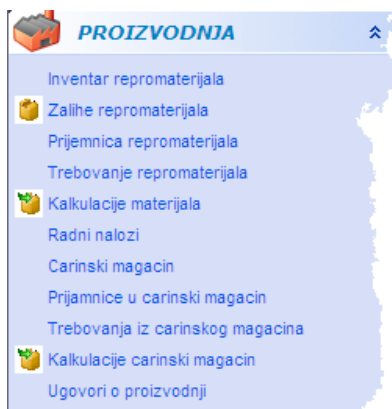 PROIZVODNJA
Inventar repromaterijala
Zalihe repromaterijala
Prijemnica repromaterijala
Trebovanje repromaterijala
Kalkulacije materijala
Radni nalozi
Carinski magacin
Prijamnice u carinski magacin
Trebovanja iz carinskog magacina
Kalkulacije carinski magacin
Ugovori o proizvodnji